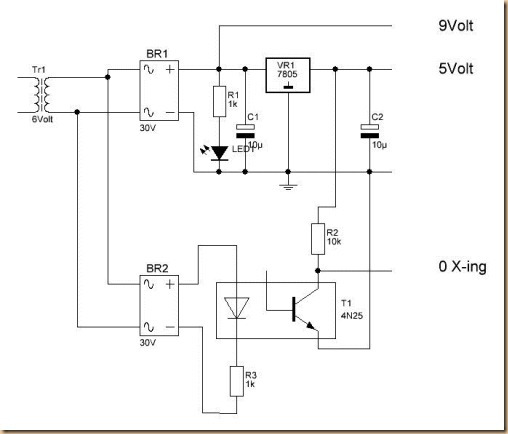 9Volt
BR1
Tr1
VR1
7805
5Volt
R1
1k
C1
C2
6Volt
30V
LED1
10µ
10µ
R2
10k
BR2
0 X-ing
T1
4N25
30V
R3
1k